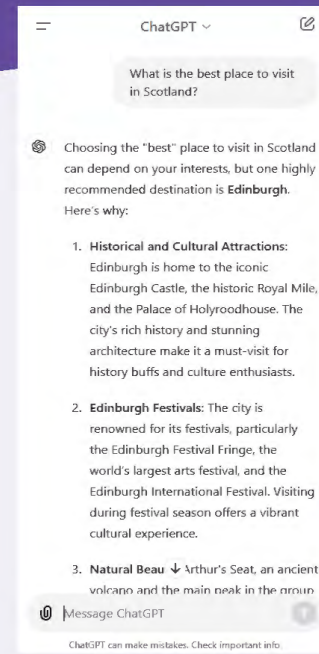 ChatGPT
What is the best place to visit
in Scotland?
Choosing the "best" place to visit in Scotland
can depend on your interests, but one highly
recommended destination is Edinburgh.
Here's why:
1. Historical and Cultural Attractions:
Edinburgh is home to the iconic
Edinburgh Castle, the historic Royal Mile,
and the Palace of Holyroodhouse. The
city's rich history and stunning
architecture make it a must-visit for
history buffs and culture enthusiasts.
2. Edinburgh Festivals: The city is
renowned for its festivals, particularly
the Edinburgh Festival Fringe, the
world's largest arts festival, and the
Edinburgh International Festival. Visiting
during festival season offers a vibrant
cultural experience.
3. Natural Beau Arthur's Seat, an ancient
volcano and the main peak in the group
Message ChatGPT
ChatGPT can make mistakes. Check important info.